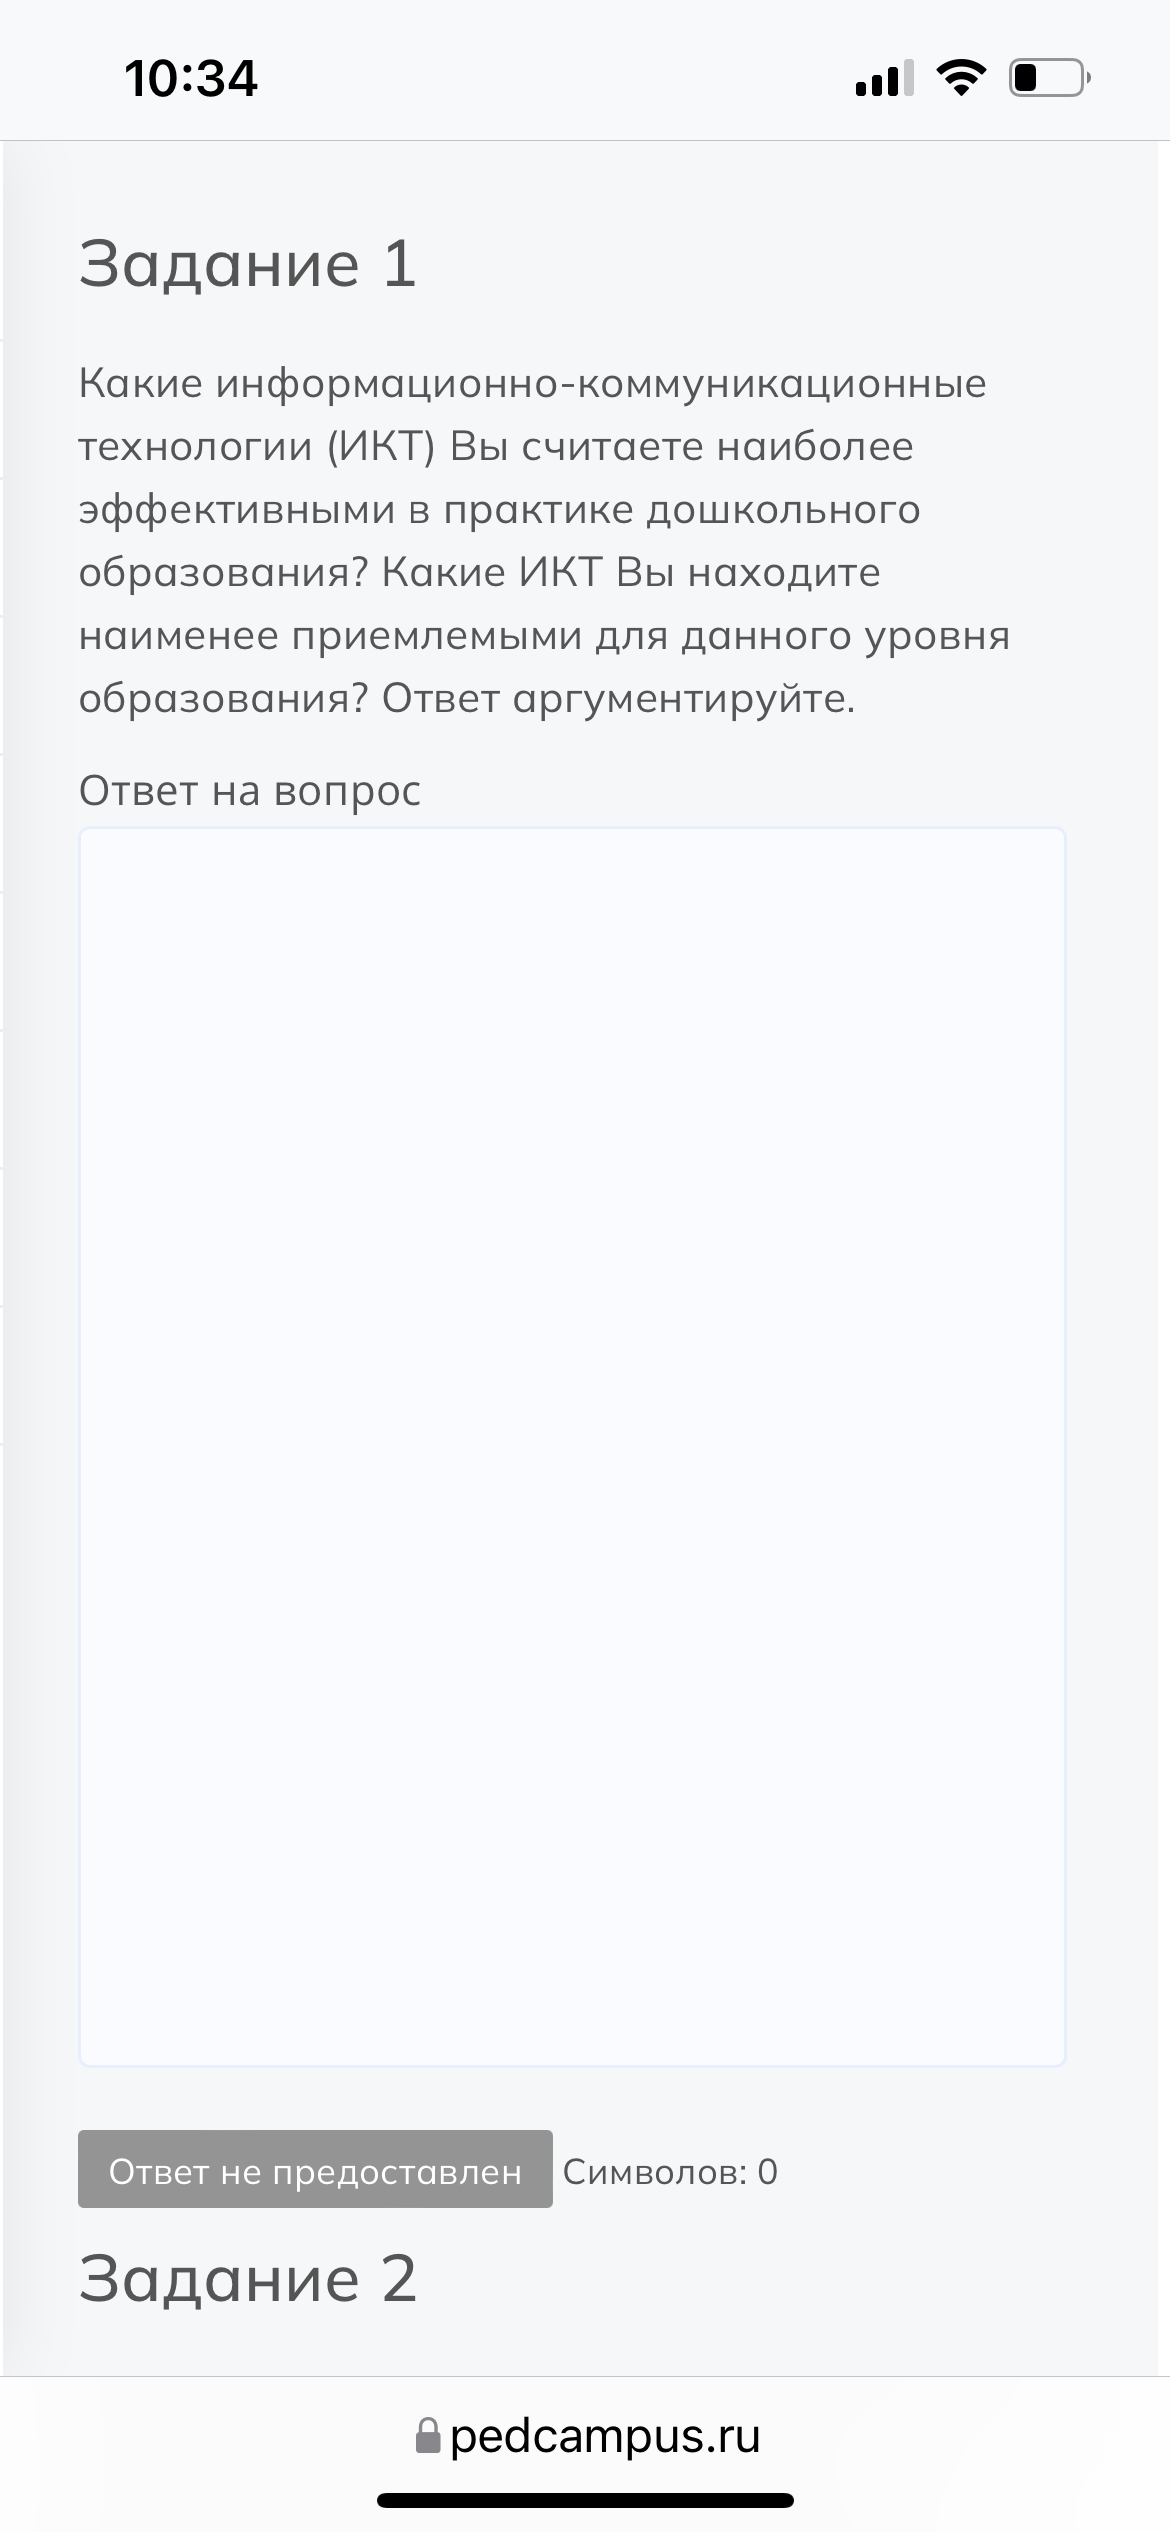 10:34
Задание 1
Какие информационно-коммуникационные
технологии (ИКТ) Вы считаете наиболее
эффективными в практике дошкольного
образования? Какие ИКТ Вы находите
наименее приемлемыми для данного уровня
образования? Ответ аргументируйте.
Ответ на вопрос
Ответ не предоставлен Символов: 0
Задание 2
pedcampus.ru